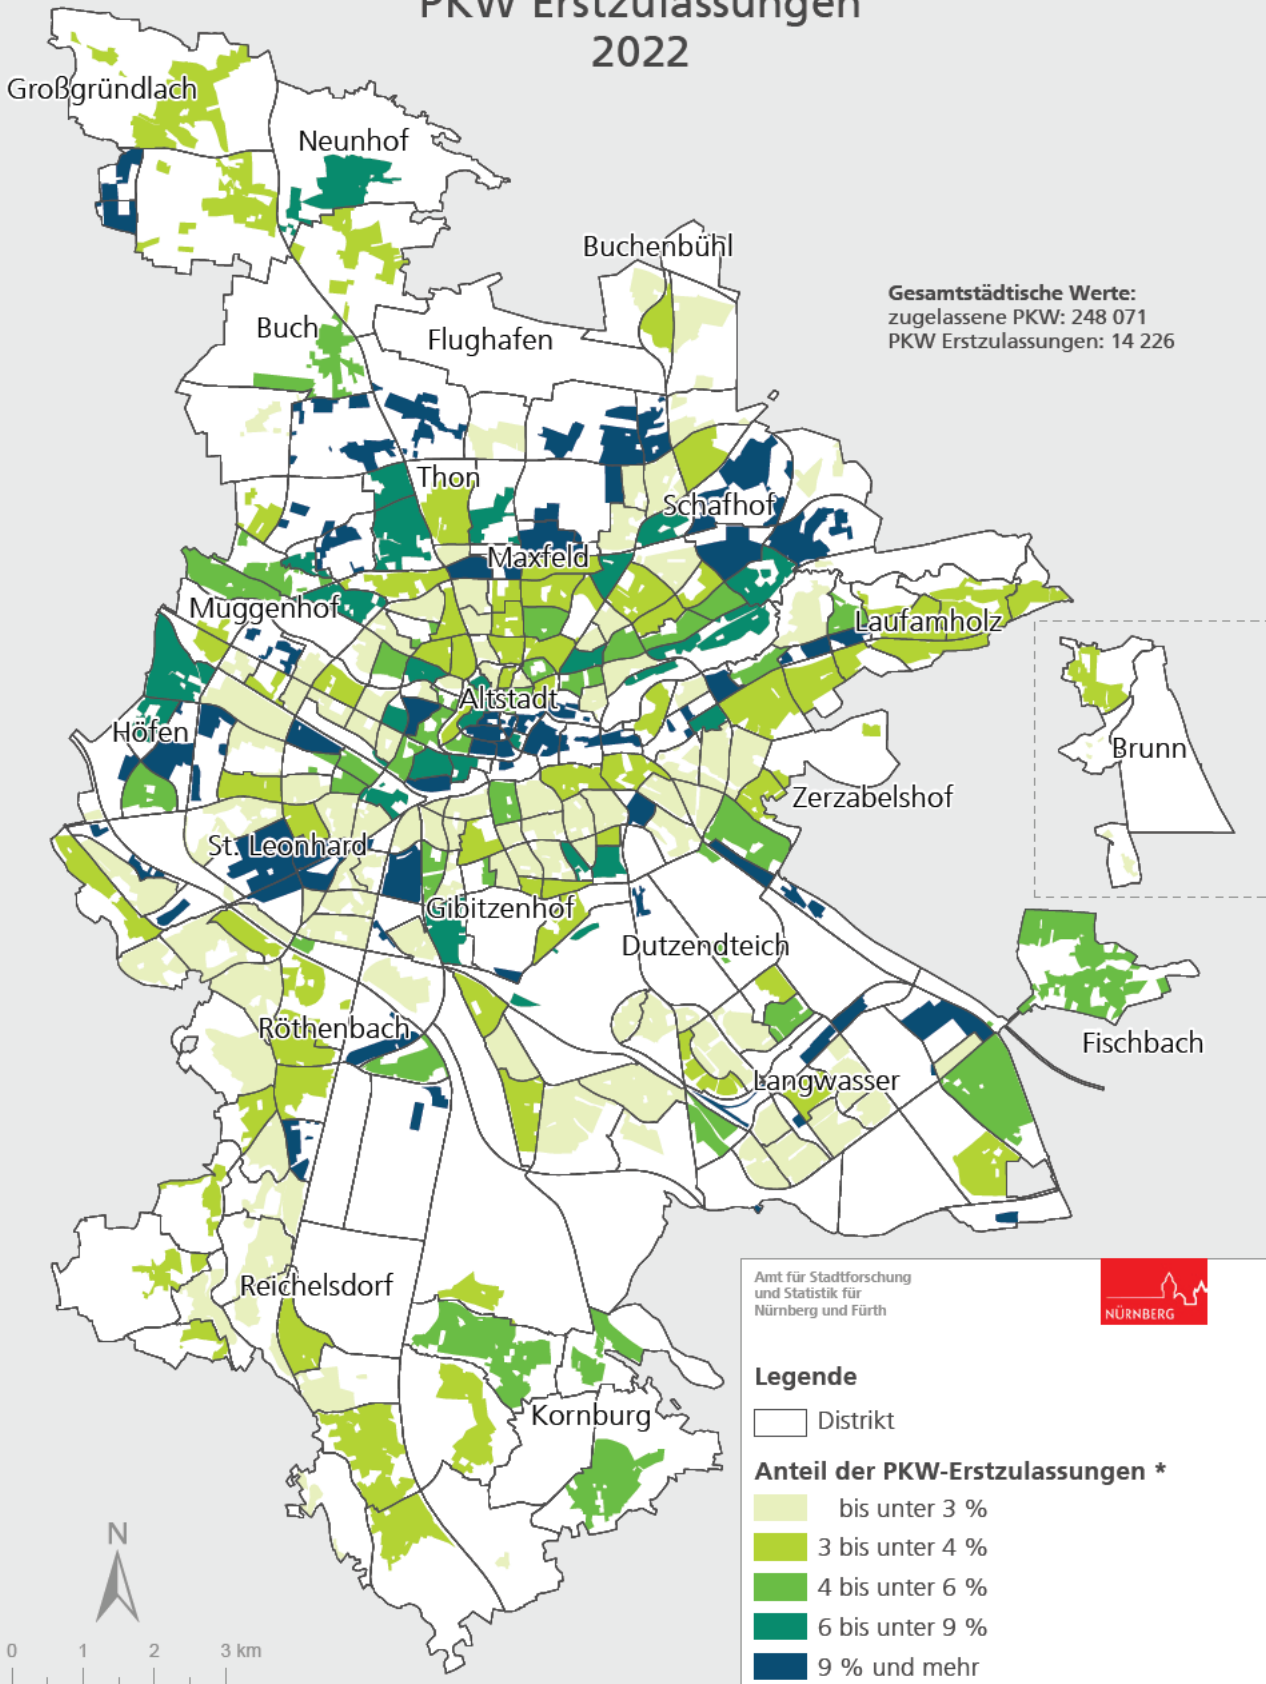 PKW Erstzulassungen
2022
Großgründlach
Neunhof
Buchenbühl
Gesamtstädtische Werte:
zugelassene PKW: 248 071
PKW Erstzulassungen: 14 226
Buch
Flughafen
Thon
Schafhof
Maxfeld
Muggenhof
Laufamholz
Altstadt
Höfen
Brunn
Zerzabelshof
St. Leonhard
Gibitzenhof
Dutzendteich
Röthenbach
Fischbach
Langwasser
Reichelsdorf
Amt für Stadtforschung
und Statistik für
Nürnberg und Fürth
NÜRNBERG
Legende
Distrikt
Kornburg
Anteil der PKW-Erstzulassungen *
bis unter 3 %
3 bis unter 4 %
4 bis unter 6 %
6 bis unter 9 %
9 % und mehr
N
0 1 2 3 km